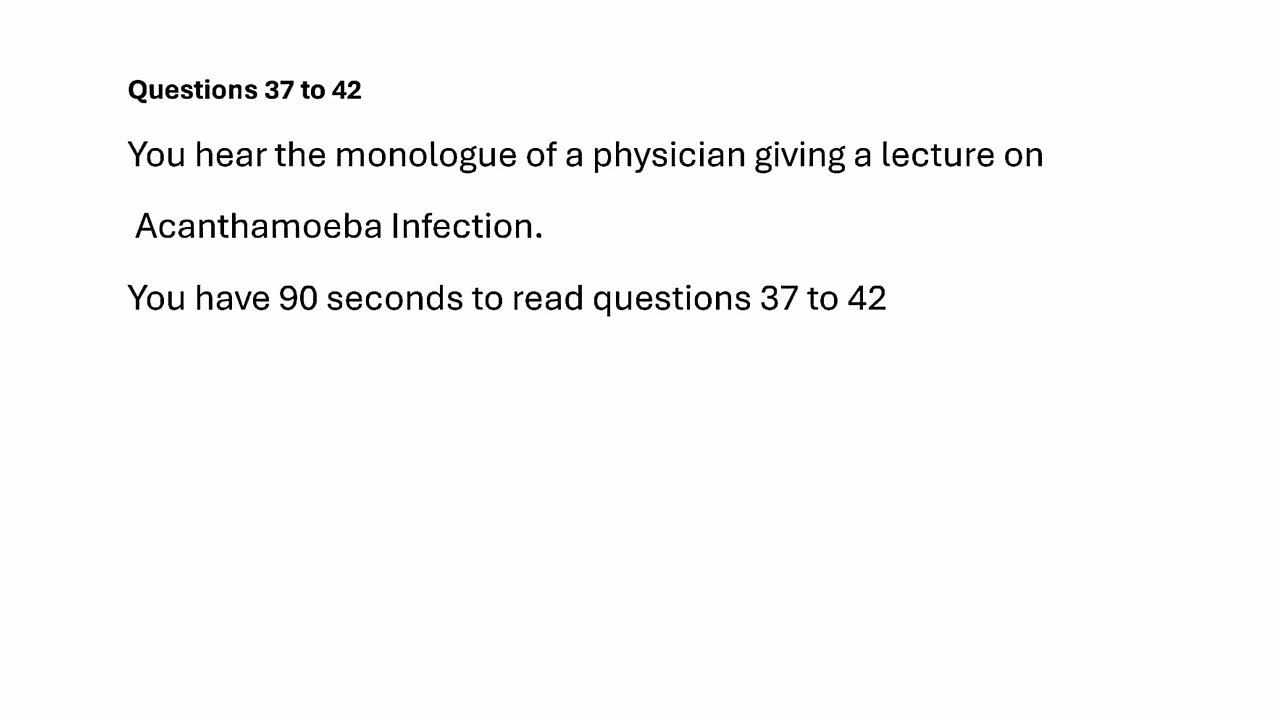 Questions 37 to 42
You hear the monologue of a physician giving a lecture on
Acanthamoeba Infection.
You have 90 seconds to read questions 37 to 42